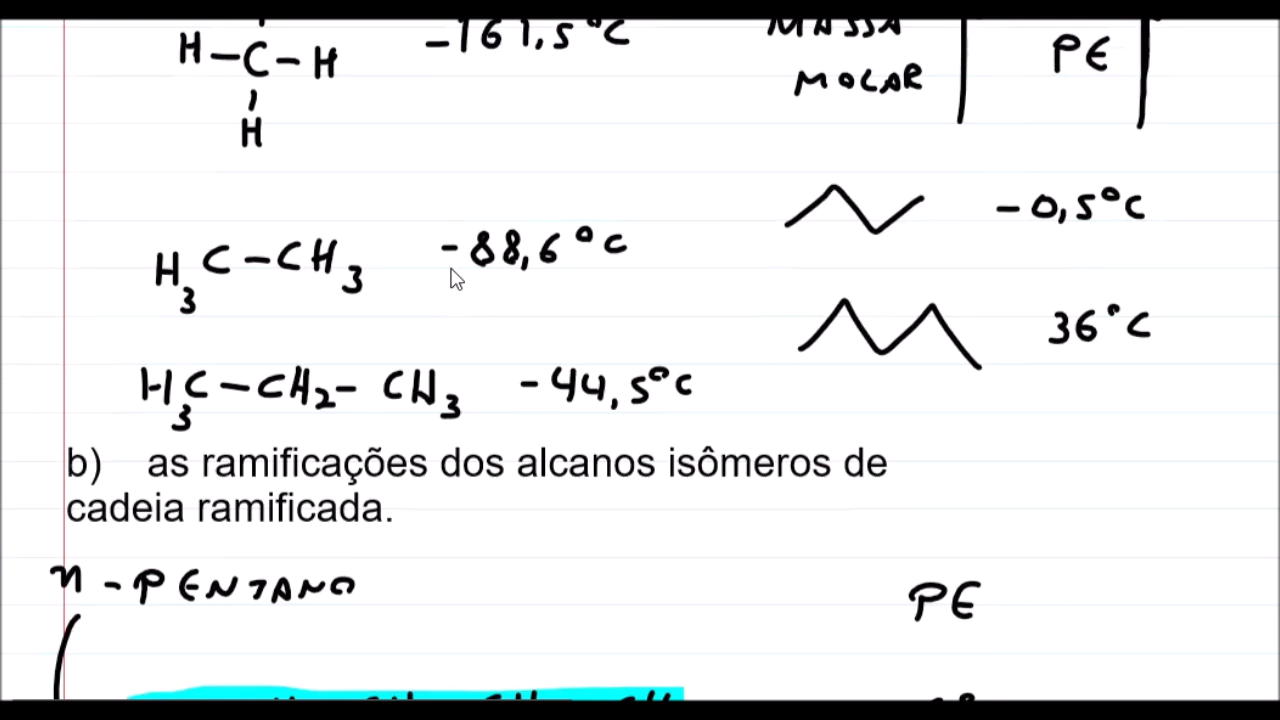 H-C-H -161,5°C MASSA MOLAR PE
H
-0,5°C
H3C-CH3 -88,6°C
36°C
H3C-CH2-CH3 -44,5°C
b) as ramificações dos alcanos isômeros de
cadeia ramificada.
n-PENTANO PE